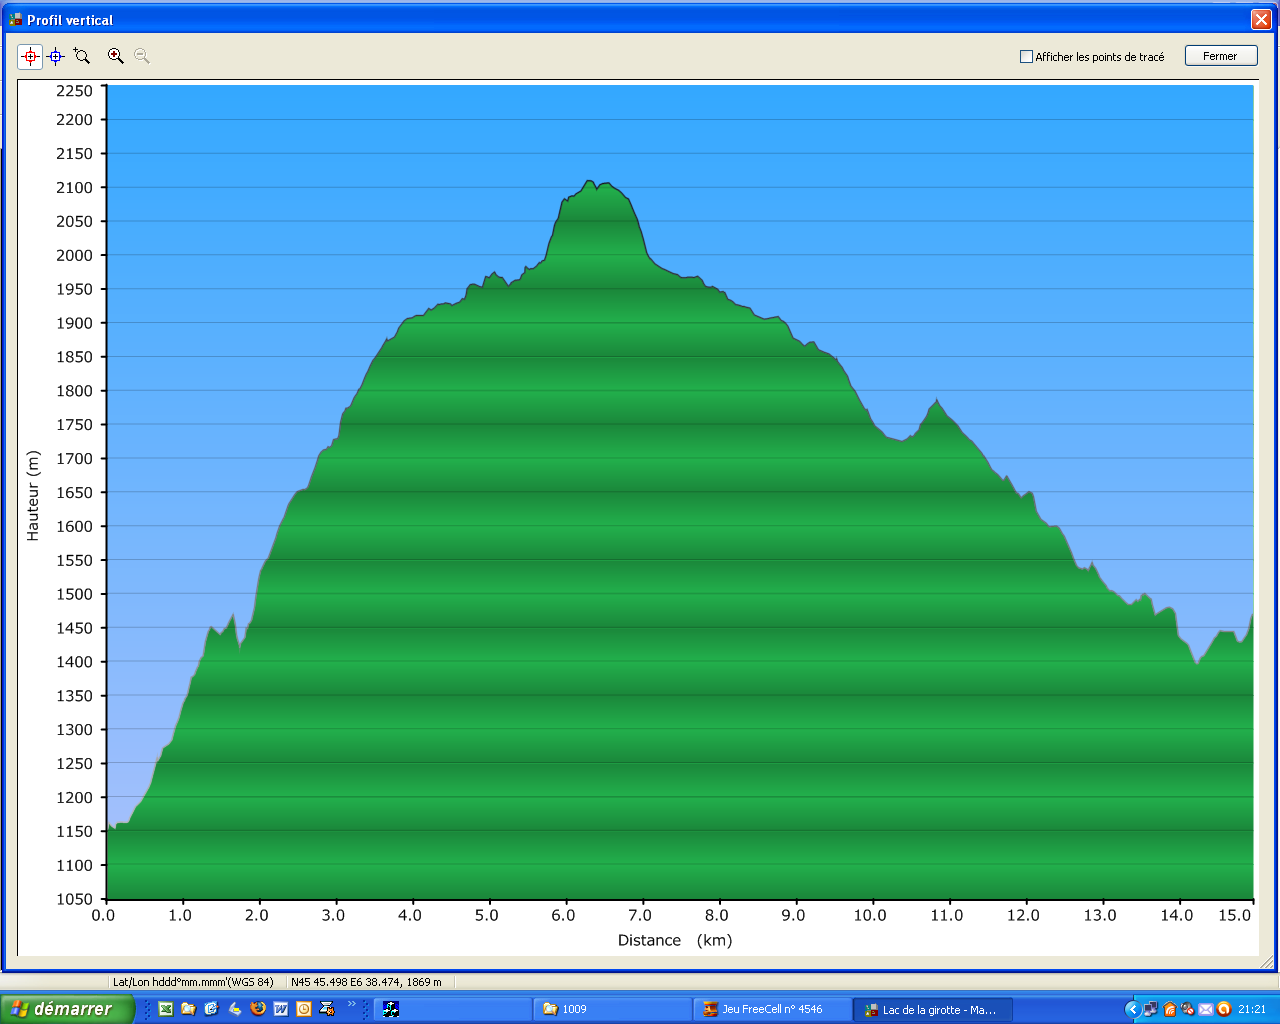 Profil vertical
Afficher les points de tracé
Fermer
2250
2200
2150
2100
2050
2000
1950
1900
1850
1800
1750
1700
1650
1600
1550
1500
1450
1400
1350
1300
1250
1200
1150
1100
1050
Hauteur (m)
0.0 1.0 2.0 3.0 4.0 5.0 6.0 7.0 8.0 9.0 10.0 11.0 12.0 13.0 14.0 15.0
Distance (km)
Lat/Lon hddd°mm.mmm'(WGS 84) N45 45.498 E6 38.474, 1869 m
démarrer
1009
Jeu FreeCell n° 4546
Lac de la girotte - Ma...
21:21